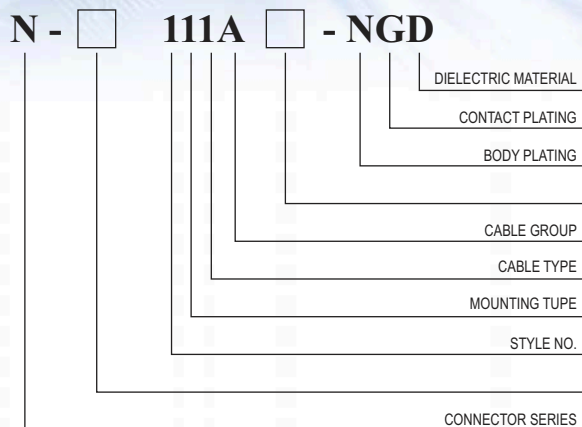 N - 111A - NGD
DIELECTRIC MATERIAL
CONTACT PLATING
BODY PLATING
CABLE GROUP
CABLE TYPE
MOUNTING TUPE
STYLE NO.
CONNECTOR SERIES